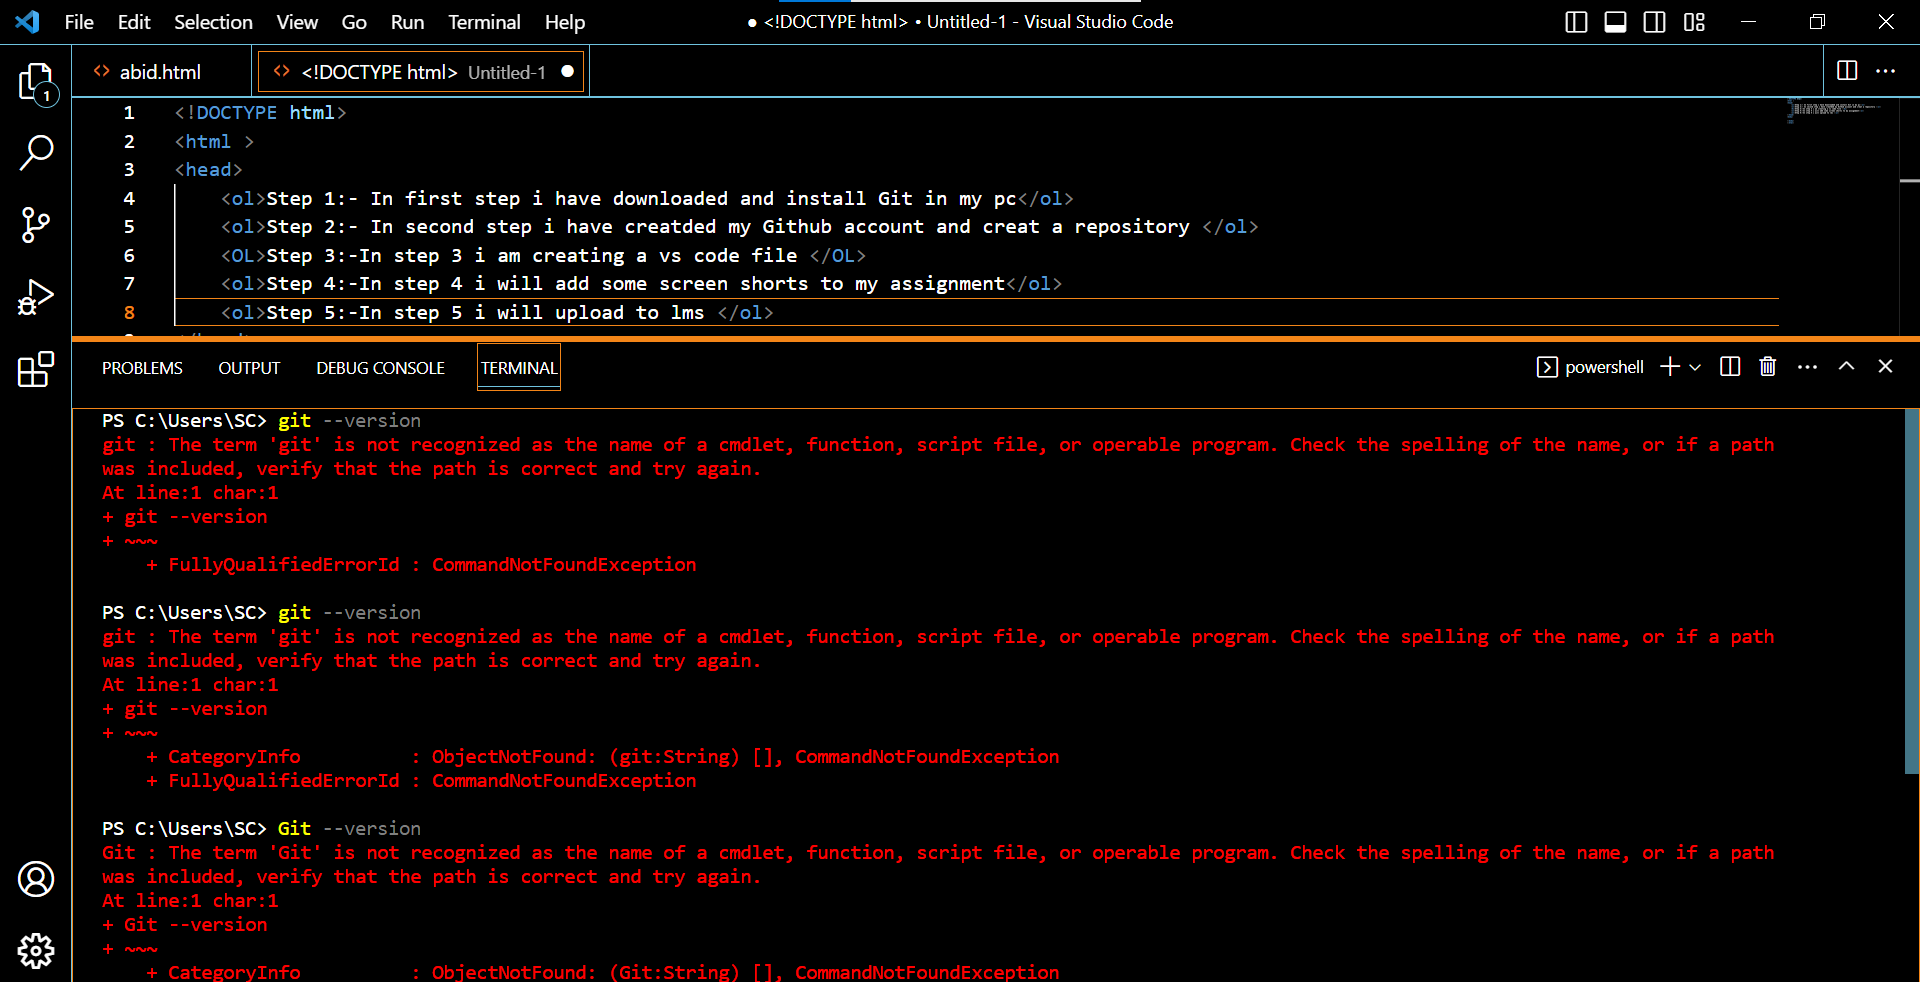 File Edit Selection View Go Run Terminal Help
● <!DOCTYPE html> • Untitled-1 - Visual Studio Code
abid.html
<!DOCTYPE html> Untitled-1
1
1 <!DOCTYPE html>
2 <html >
3 <head>
4 <ol>Step 1:- In first step i have downloaded and install Git in my pc</ol>
5 <ol>Step 2:- In second step i have creatded my Github account and creat a repository </ol>
6 <OL>Step 3:-In step 3 i am creating a vs code file </OL>
7 <ol>Step 4:-In step 4 i will add some screen shorts to my assignment</ol>
8 <ol>Step 5:-In step 5 i will upload to lms </ol>
PROBLEMS OUTPUT DEBUG CONSOLE TERMINAL powershell
PS C:\Users\SC> git --version
git : The term 'git' is not recognized as the name of a cmdlet, function, script file, or operable program. Check the spelling of the name, or if a path
was included, verify that the path is correct and try again.
At line:1 char:1
+ git --version
+ ~~~
+ FullyQualifiedErrorId : CommandNotFoundException
PS C:\Users\SC> git --version
git : The term 'git' is not recognized as the name of a cmdlet, function, script file, or operable program. Check the spelling of the name, or if a path
was included, verify that the path is correct and try again.
At line:1 char:1
+ git --version
+ ~~~
+ CategoryInfo : ObjectNotFound: (git:String) [], CommandNotFoundException
+ FullyQualifiedErrorId : CommandNotFoundException
PS C:\Users\SC> Git --version
Git : The term 'Git' is not recognized as the name of a cmdlet, function, script file, or operable program. Check the spelling of the name, or if a path
was included, verify that the path is correct and try again.
At line:1 char:1
+ Git --version
+ ~~~
+ CategoryInfo : ObjectNotFound: (Git:String) [], CommandNotFoundException